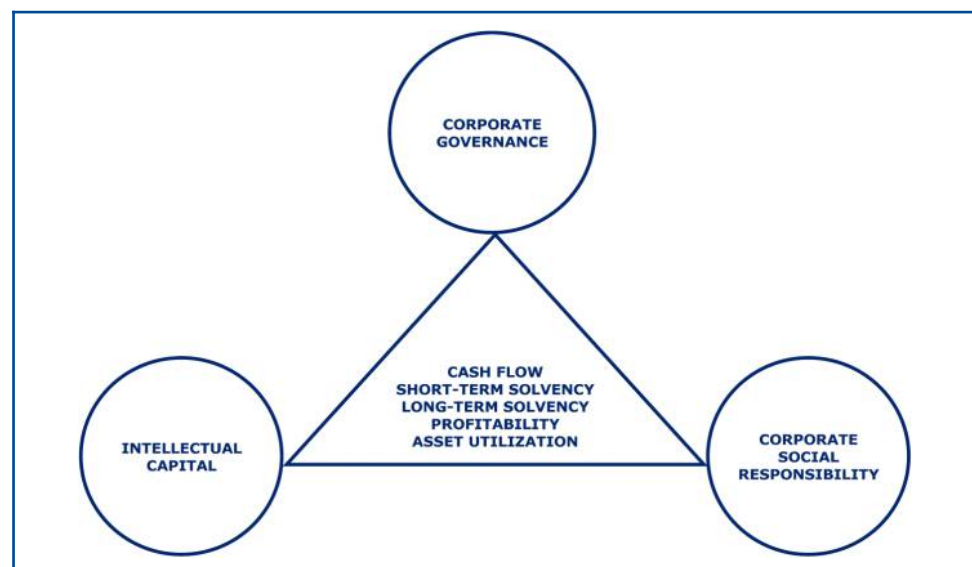 CORPORATE
GOVERNANCE
CASH FLOW
SHORT-TERM SOLVENCY
LONG-TERM SOLVENCY
PROFITABILITY
ASSET UTILIZATION
INTELLECTUAL
CAPITAL
CORPORATE
SOCIAL
RESPONSIBILITY